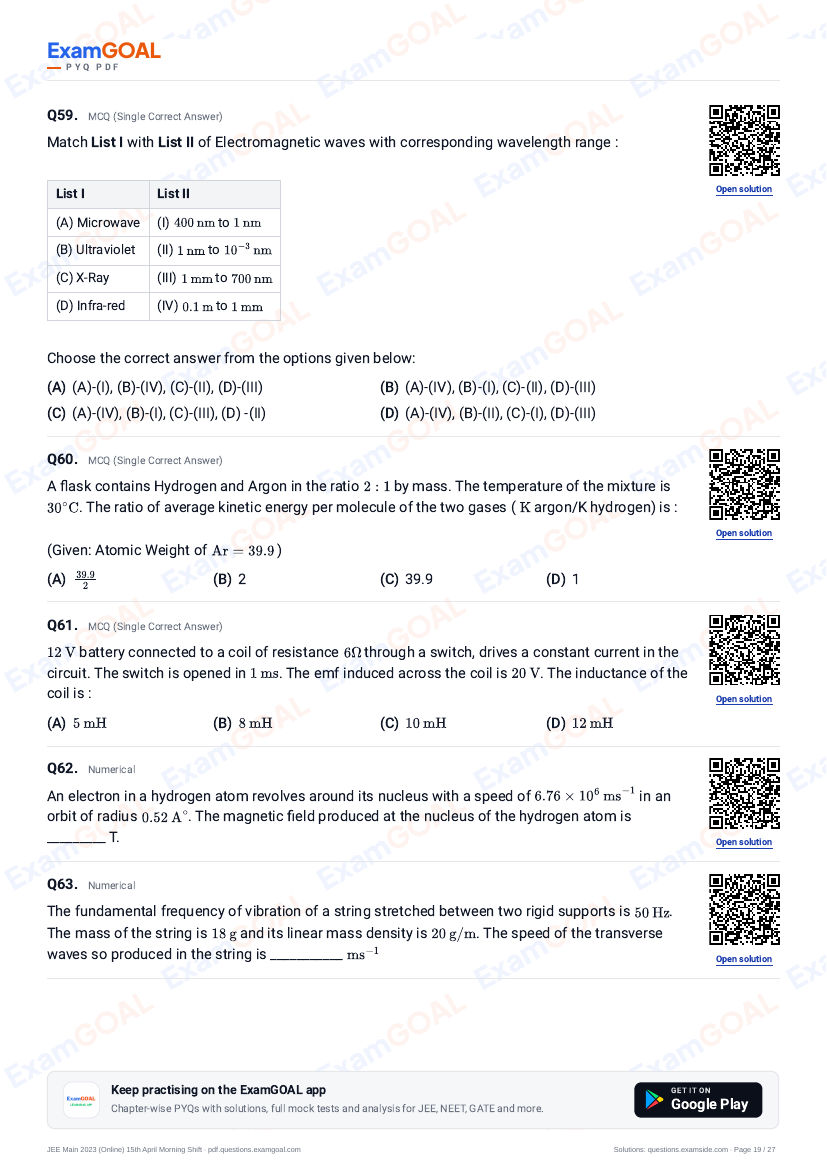 ExamGOAL
PYQ PDF
Q59. MCQ (Single Correct Answer)
Match List I with List II of Electromagnetic waves with corresponding wavelength range :
Open solution
List I List II
(A) Microwave (I) 400 nm to 1 nm
(B) Ultraviolet (II) 1 nm to 10⁻³ nm
(C) X-Ray (III) 1 mm to 700 nm
(D) Infra-red (IV) 0.1 m to 1 mm
Choose the correct answer from the options given below:
(A) (A)-(I), (B)-(IV), (C)-(II), (D)-(III) (B) (A)-(IV), (B)-(I), (C)-(II), (D)-(III)
(C) (A)-(IV), (B)-(I), (C)-(III), (D) -(II) (D) (A)-(IV), (B)-(II), (C)-(I), (D)-(III)
Q60. MCQ (Single Correct Answer)
A flask contains Hydrogen and Argon in the ratio 2 : 1 by mass. The temperature of the mixture is
30°C. The ratio of average kinetic energy per molecule of the two gases ( K argon/K hydrogen) is :
Open solution
(Given: Atomic Weight of Ar = 39.9 )
(A) 39.9/2 (B) 2 (C) 39.9 (D) 1
Q61. MCQ (Single Correct Answer)
12 V battery connected to a coil of resistance 6Ω through a switch, drives a constant current in the
circuit. The switch is opened in 1 ms. The emf induced across the coil is 20 V. The inductance of the
coil is :
Open solution
(A) 5 mH (B) 8 mH (C) 10 mH (D) 12 mH
Q62. Numerical
An electron in a hydrogen atom revolves around its nucleus with a speed of 6.76 × 10⁶ ms⁻¹ in an
orbit of radius 0.52 A°. The magnetic field produced at the nucleus of the hydrogen atom is
_________ T.
Open solution
Q63. Numerical
The fundamental frequency of vibration of a string stretched between two rigid supports is 50 Hz.
The mass of the string is 18 g and its linear mass density is 20 g/m. The speed of the transverse
waves so produced in the string is ___________ ms⁻¹
Open solution
Keep practising on the ExamGOAL app
Chapter-wise PYQs with solutions, full mock tests and analysis for JEE, NEET, GATE and more.
GET IT ON
Google Play
JEE Main 2023 (Online) 15th April Morning Shift · pdf.questions.examgoal.com Solutions: questions.examside.com · Page 19 / 27